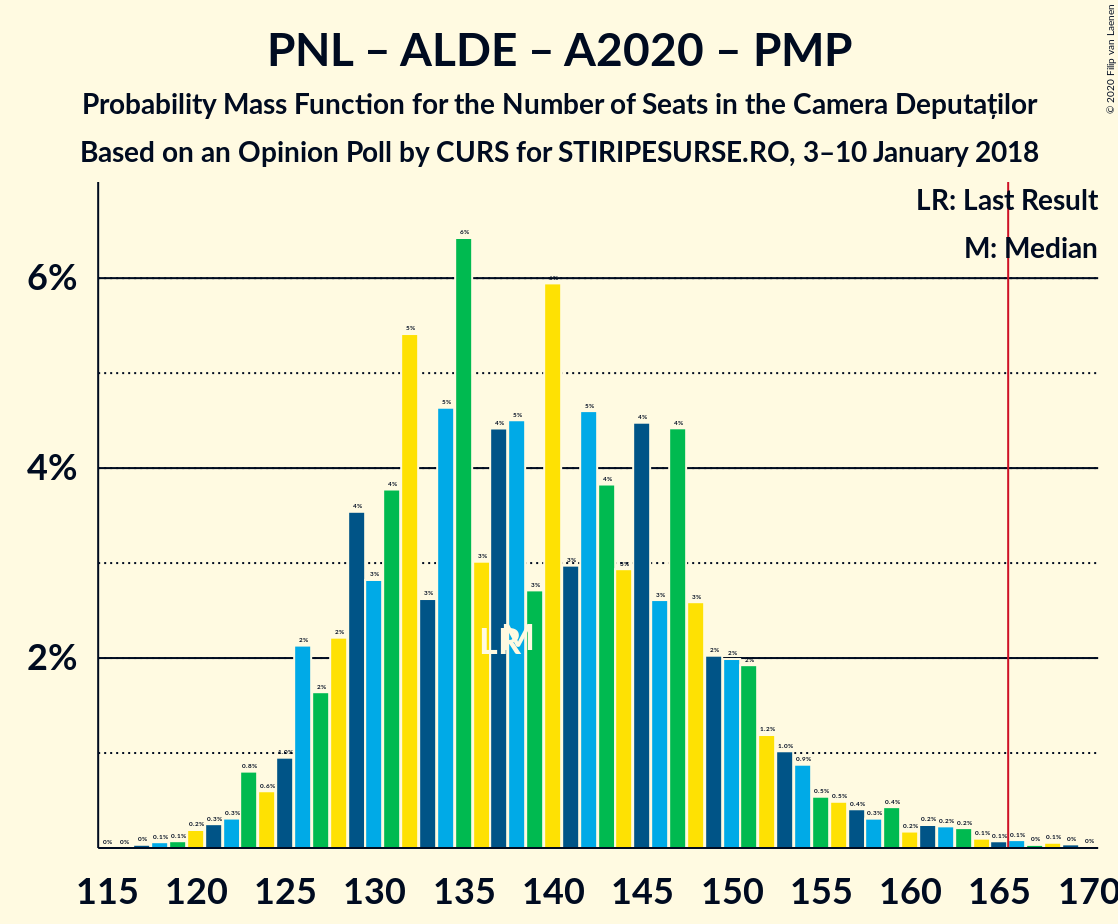 PNL – ALDE – A2020 – PMP
Probability Mass Function for the Number of Seats in the Camera Deputaților
Based on an Opinion Poll by CURS for STIRIPESURSE.RO, 3–10 January 2018
© 2020 Filip van Laenen
LR: Last Result
M: Median
6%
4%
2%
0% 0% 0% 0.1% 0.1% 0.2% 0.3% 0.3% 0.8% 0.6% 1.0% 2% 2% 2% 4% 3% 4% 5% 3% 5% 6% 3% 4% 5% 3% 6% 3% 5% 4% 3% 4% 3% 4% 3% 2% 2% 2% 1.2% 1.0% 0.9% 0.5% 0.5% 0.4% 0.3% 0.4% 0.2% 0.2% 0.2% 0.2% 0.1% 0.1% 0.1% 0% 0.1% 0% 0%
LR M
115 120 125 130 135 140 145 150 155 160 165 170